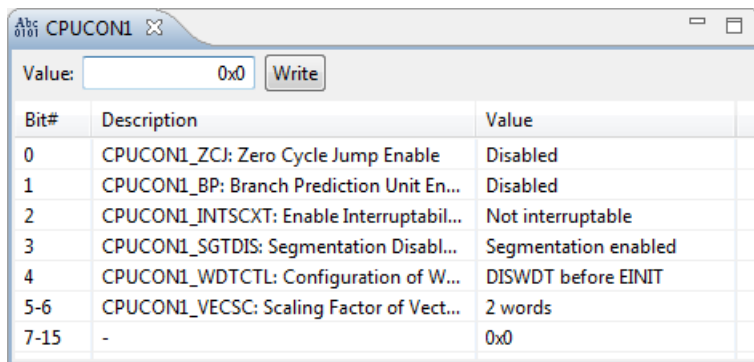 Abc
0101 CPUCON1
Value: 0x0 Write
Bit# Description Value
0 CPUCON1_ZCJ: Zero Cycle Jump Enable Disabled
1 CPUCON1_BP: Branch Prediction Unit En... Disabled
2 CPUCON1_INTSCXT: Enable Interruptabil... Not interruptable
3 CPUCON1_SGTDIS: Segmentation Disabl... Segmentation enabled
4 CPUCON1_WDTCTL: Configuration of W... DISWDT before EINIT
5-6 CPUCON1_VECSC: Scaling Factor of Vect... 2 words
7-15 - 0x0